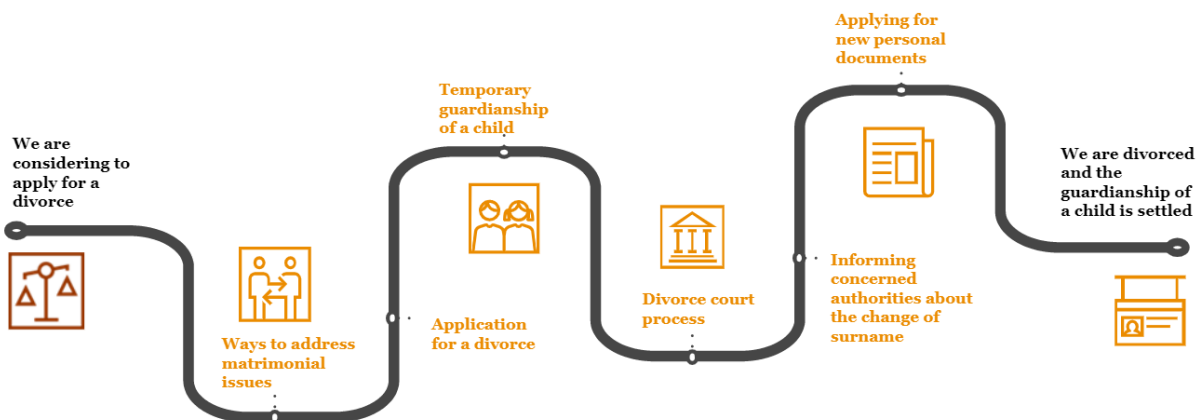 We are
considering to
apply for a
divorce
Ways to address
matrimonial
issues
Application
for a divorce
Temporary
guardianship
of a child
Divorce court
process
Informing
concerned
authorities about
the change of
surname
Applying for
new personal
documents
We are divorced
and the
guardianship of
a child is settled